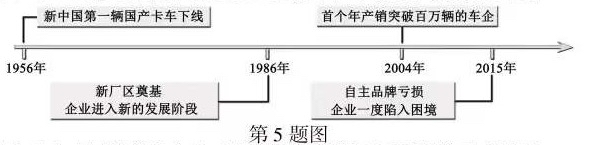 新中国第一辆国产卡车下线
首个年产销突破百万辆的车企
1956年
1986年
2004年
2015年
新厂区奠基
企业进入新的发展阶段
自主品牌亏损
企业一度陷入困境
第5题图